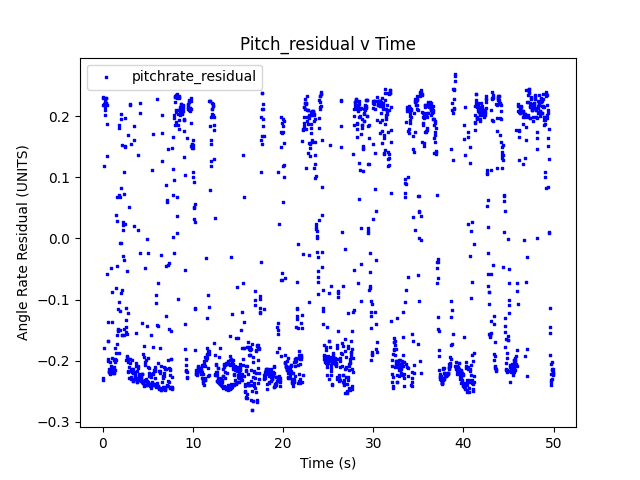 Pitch_residual v Time
pitchrate_residual
Angle Rate Residual (UNITS)
0.2
0.1
0.0
−0.1
−0.2
−0.3
0 10 20 30 40 50
Time (s)